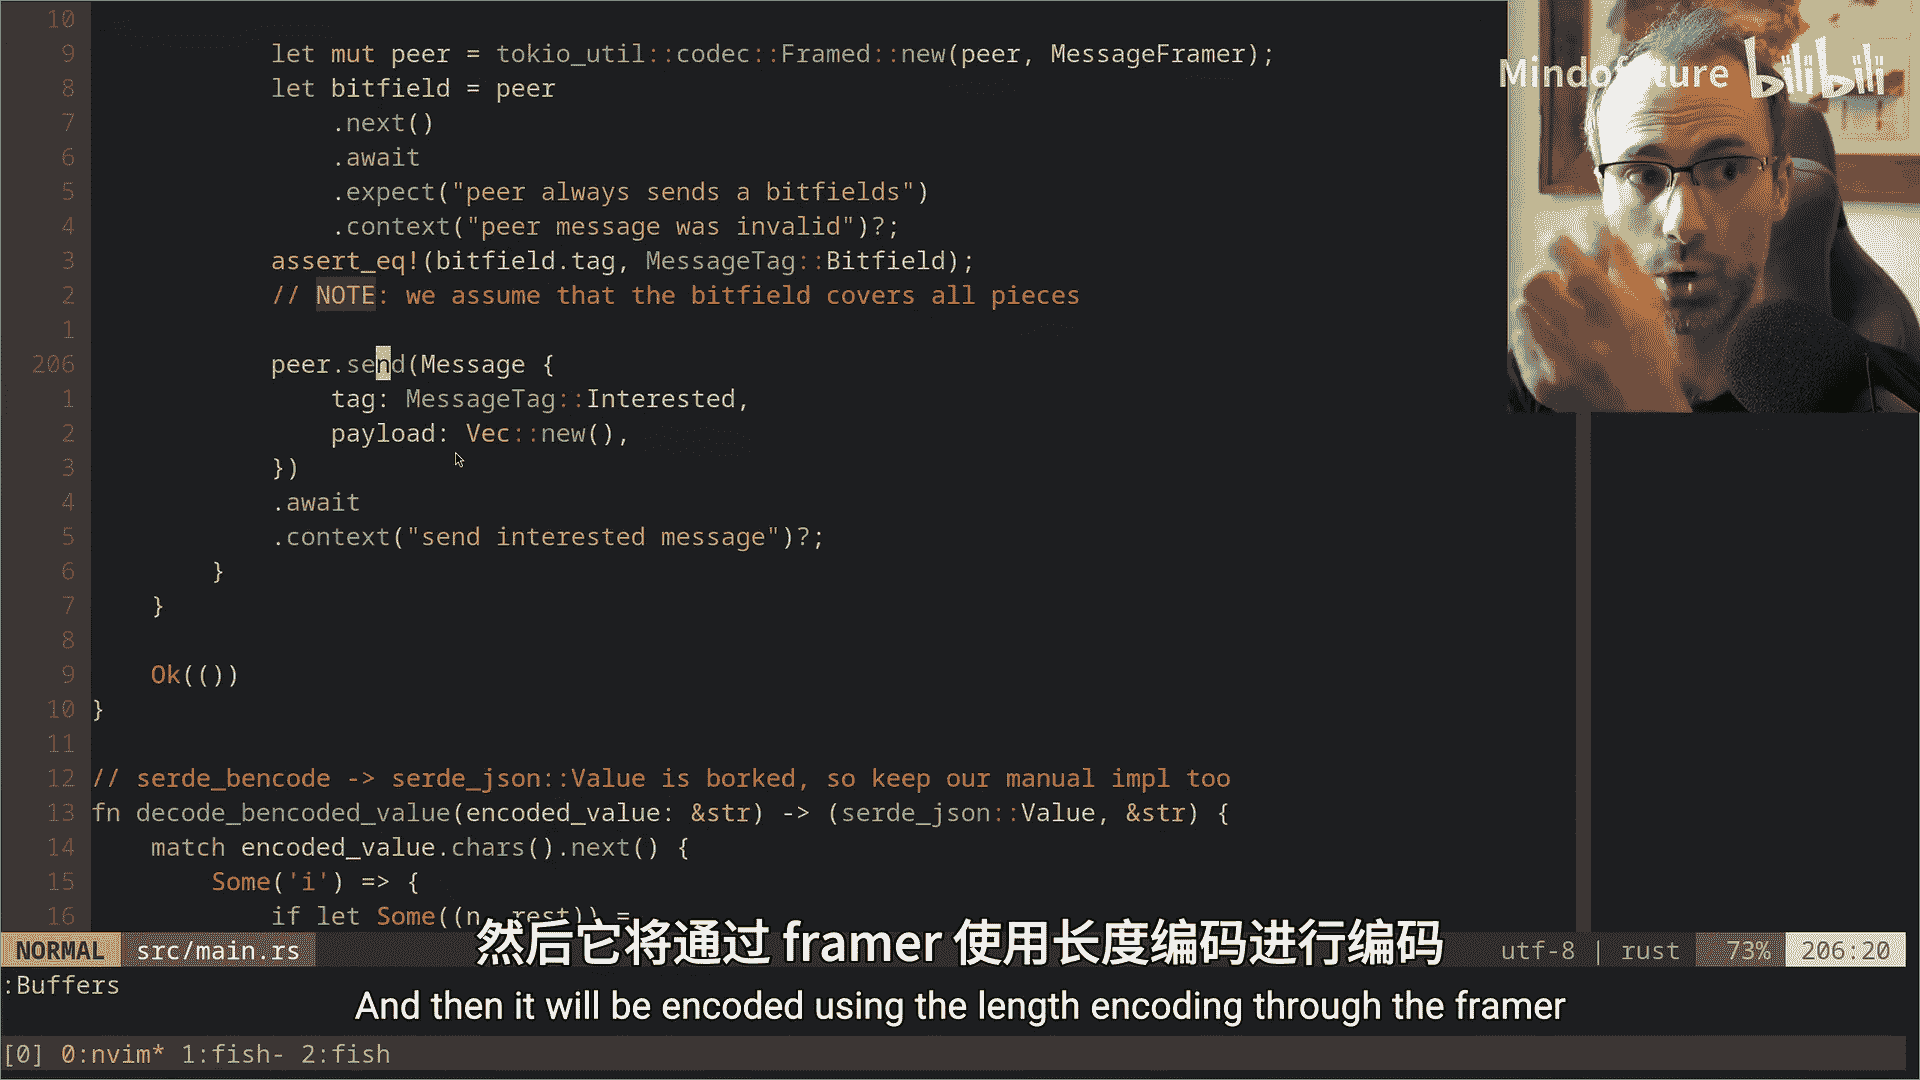 10
9 let mut peer = tokio_util::codec::Framed::new(peer, MessageFramer);
8 let bitfield = peer
7 .next()
6 .await
5 .expect("peer always sends a bitfields")
4 .context("peer message was invalid")?;
3 assert_eq!(bitfield.tag, MessageTag::Bitfield);
2 // NOTE: we assume that the bitfield covers all pieces
1
206 peer.send(Message {
1 tag: MessageTag::Interested,
2 payload: Vec::new(),
3 })
4 .await
5 .context("send interested message")?;
6 }
7 }
8
9 Ok(())
10 }
11
12 // serde_bencode -> serde_json::Value is borked, so keep our manual impl too
13 fn decode_bencoded_value(encoded_value: &str) -> (serde_json::Value, &str) {
14 match encoded_value.chars().next() {
15 Some('i') => {
16 if let Some((n, rest)) =
NORMAL src/main.rs utf-8 | rust 73% 206:20
:Buffers
[0] 0:nvim* 1:fish- 2:fish
然后它将通过 framer 使用长度编码进行编码
And then it will be encoded using the length encoding through the framer
bilibili